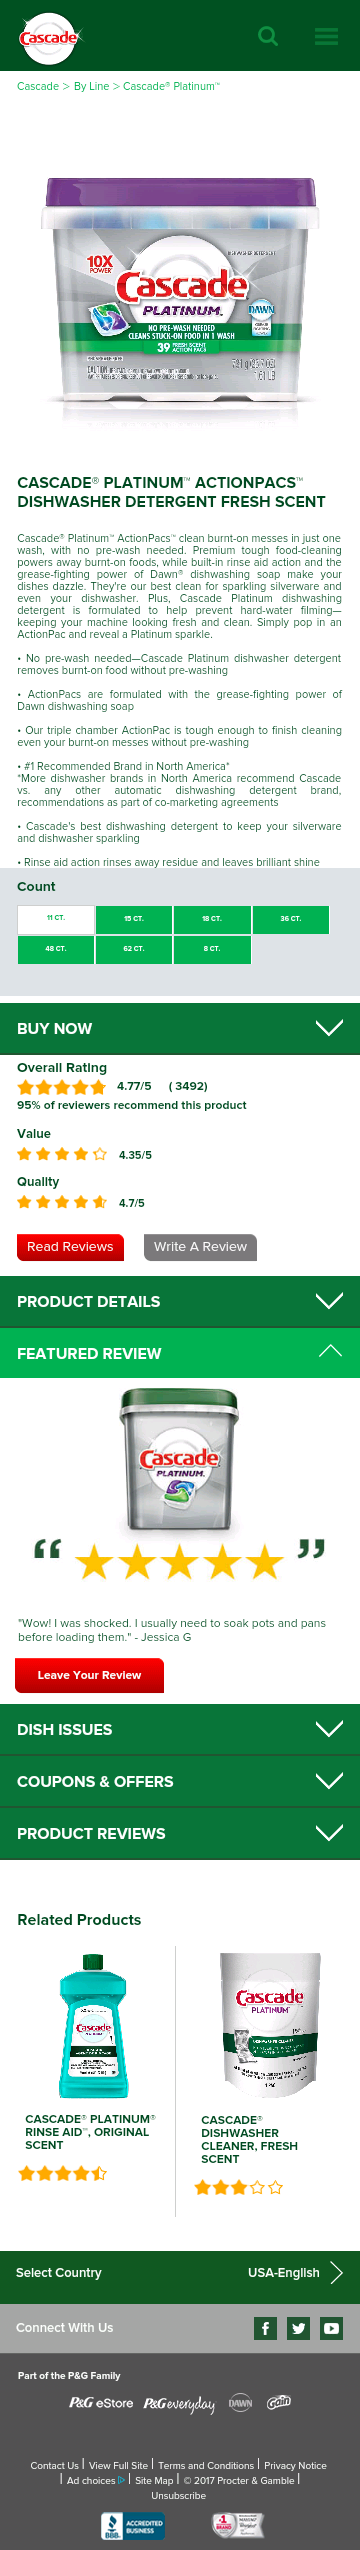 Cascade
Cascade > By Line > Cascade® Platinum™
DISHWASHER DETERGENT
10X
POWER*
Cascade
PLATINUM.
DAWN
NO PRE-WASH NEEDED
CLEANS STUCK-ON FOOD IN 1 WASH
39 FRESH SCENT
ACTION PACS
CASCADE® PLATINUM™ ACTIONPACS™
DISHWASHER DETERGENT FRESH SCENT
Cascade® Platinum™ ActionPacs™ clean burnt-on messes in just one
wash, with no pre-wash needed. Premium tough food-cleaning
powers away burnt-on foods, while built-in rinse aid action and the
grease-fighting power of Dawn® dishwashing soap make your
dishes dazzle. They're our best clean for sparkling silverware and
even your dishwasher. Plus, Cascade Platinum dishwashing
detergent is formulated to help prevent hard-water filming—
keeping your machine looking fresh and clean. Simply pop in an
ActionPac and reveal a Platinum sparkle.
• No pre-wash needed—Cascade Platinum dishwasher detergent
removes burnt-on food without pre-washing
• ActionPacs are formulated with the grease-fighting power of
Dawn dishwashing soap
• Our triple chamber ActionPac is tough enough to finish cleaning
even your burnt-on messes without pre-washing
• #1 Recommended Brand in North America*
*More dishwasher brands in North America recommend Cascade
vs. any other automatic dishwashing detergent brand,
recommendations as part of co-marketing agreements
• Cascade's best dishwashing detergent to keep your silverware
and dishwasher sparkling
• Rinse aid action rinses away residue and leaves brilliant shine
Count
11 CT. 15 CT. 18 CT. 36 CT.
48 CT. 62 CT. 8 CT.
BUY NOW
Overall Rating
4.77/5 ( 3492)
95% of reviewers recommend this product
Value
4.35/5
Quality
4.7/5
Read Reviews Write A Review
PRODUCT DETAILS
FEATURED REVIEW
Cascade
PLATINUM.
“ ”
"Wow! I was shocked. I usually need to soak pots and pans
before loading them." - Jessica G
Leave Your Review
DISH ISSUES
COUPONS & OFFERS
PRODUCT REVIEWS
Related Products
Cascade
Cascade
PLATINUM
DISHWASHER CLEANER
CASCADE® PLATINUM®
RINSE AID™, ORIGINAL
SCENT
CASCADE®
DISHWASHER
CLEANER, FRESH
SCENT
Select Country USA-English
Connect With Us
Part of the P&G Family
P&G eStore P&G everyday DAWN Gain
Contact Us | View Full Site | Terms and Conditions | Privacy Notice
| Ad choices | Site Map | © 2017 Procter & Gamble |
Unsubscribe
BBB ACCREDITED
BUSINESS
#1 BRAND